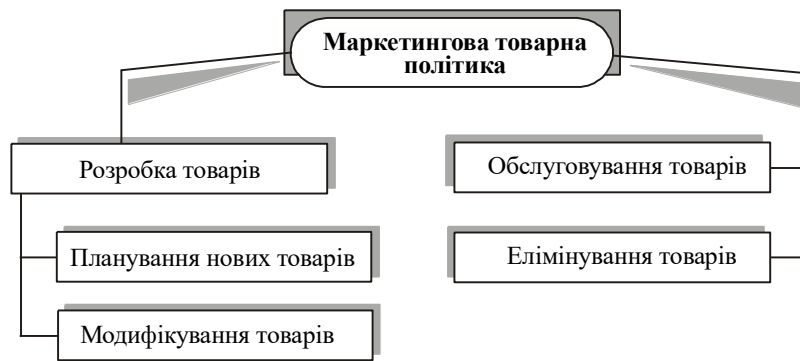 Маркетингова товарна
політика
Розробка товарів
Планування нових товарів
Модифікування товарів
Обслуговування товарів
Елімінування товарів